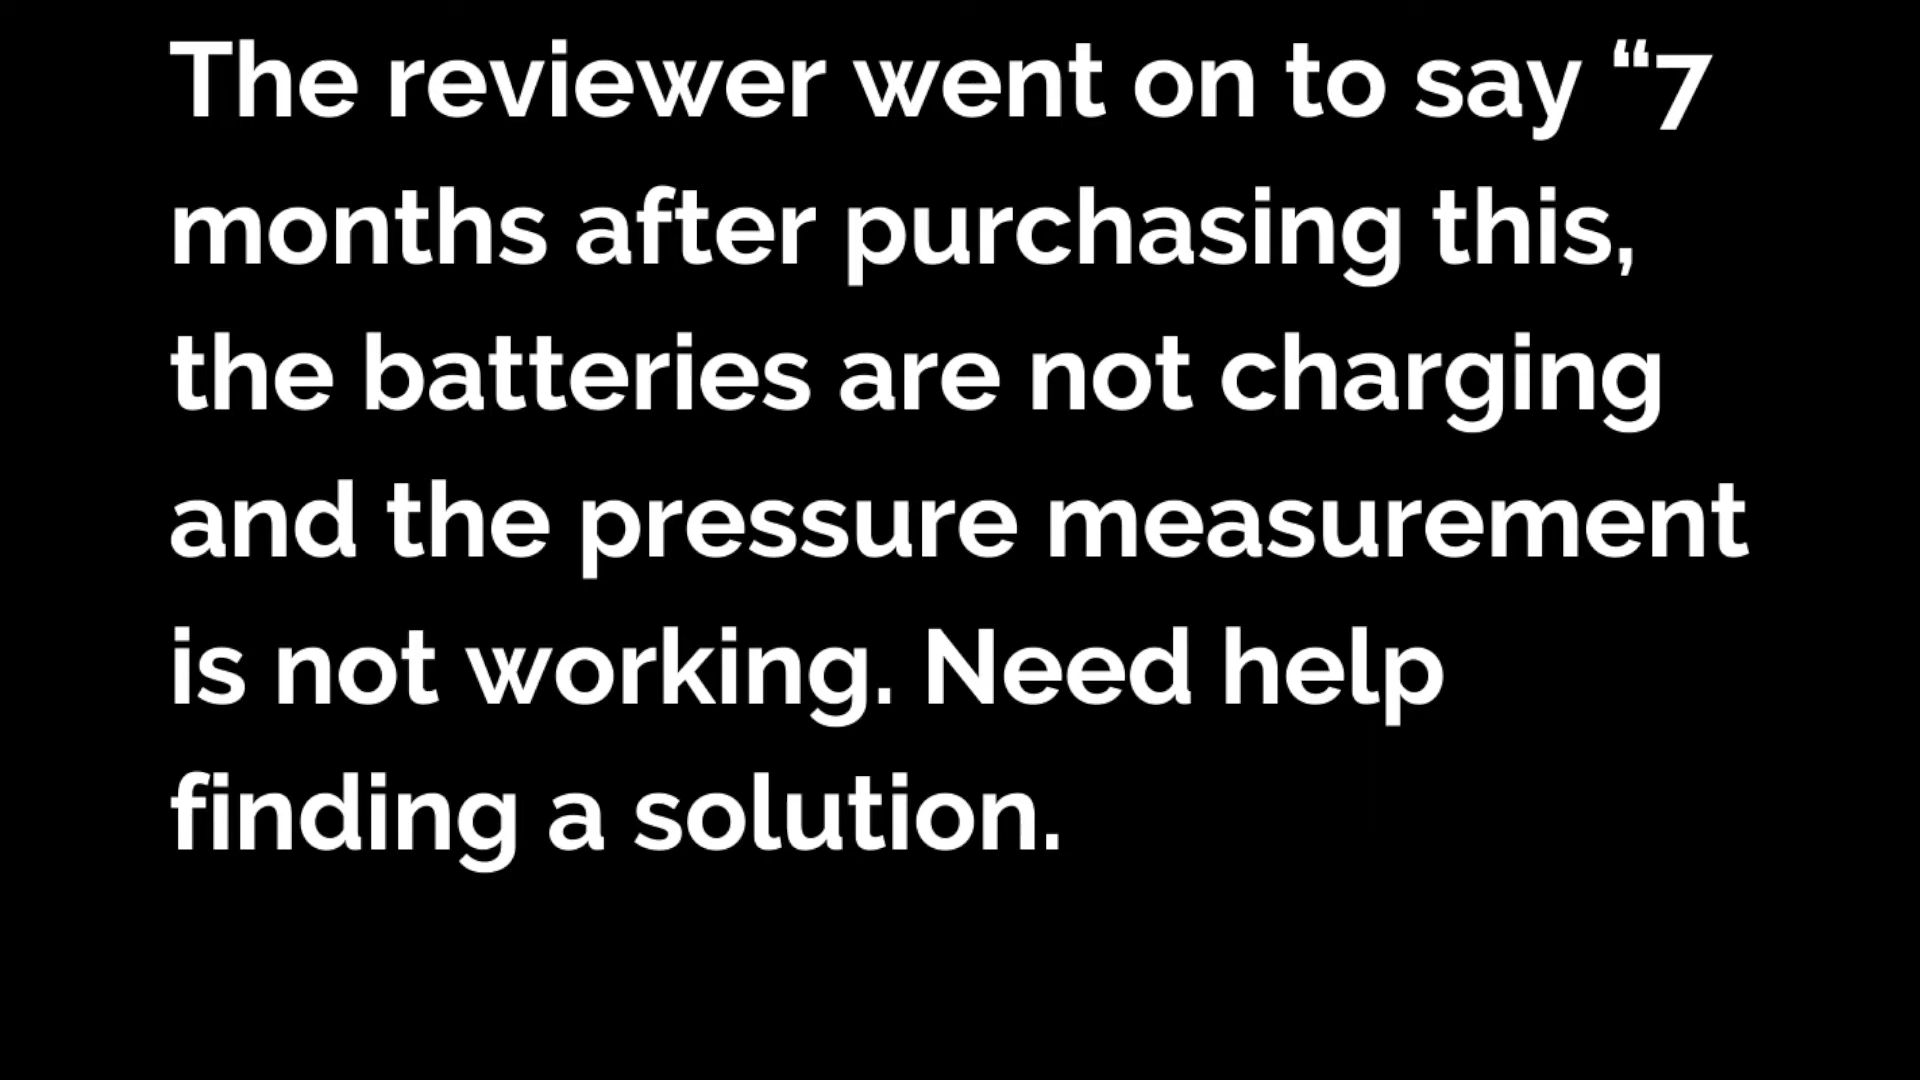 The reviewer went on to say “7
months after purchasing this,
the batteries are not charging
and the pressure measurement
is not working. Need help
finding a solution.